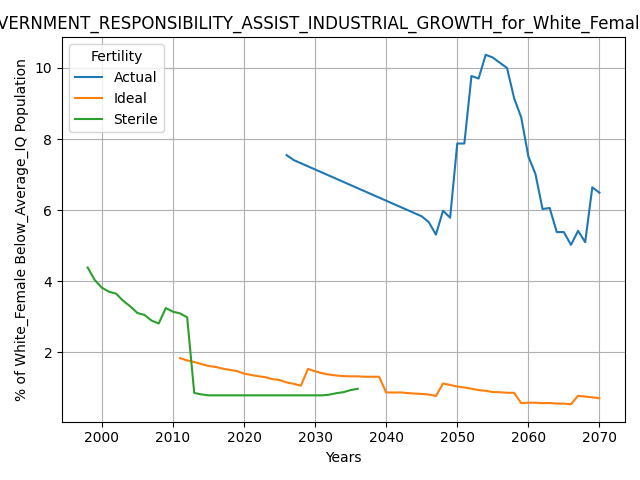 VERNMENT_RESPONSIBILITY_ASSIST_INDUSTRIAL_GROWTH_for_White_Femal
Fertility
Actual
Ideal
Sterile
% of White_Female Below_Average_IQ Population
10
8
6
4
2
2000 2010 2020 2030 2040 2050 2060 2070
Years